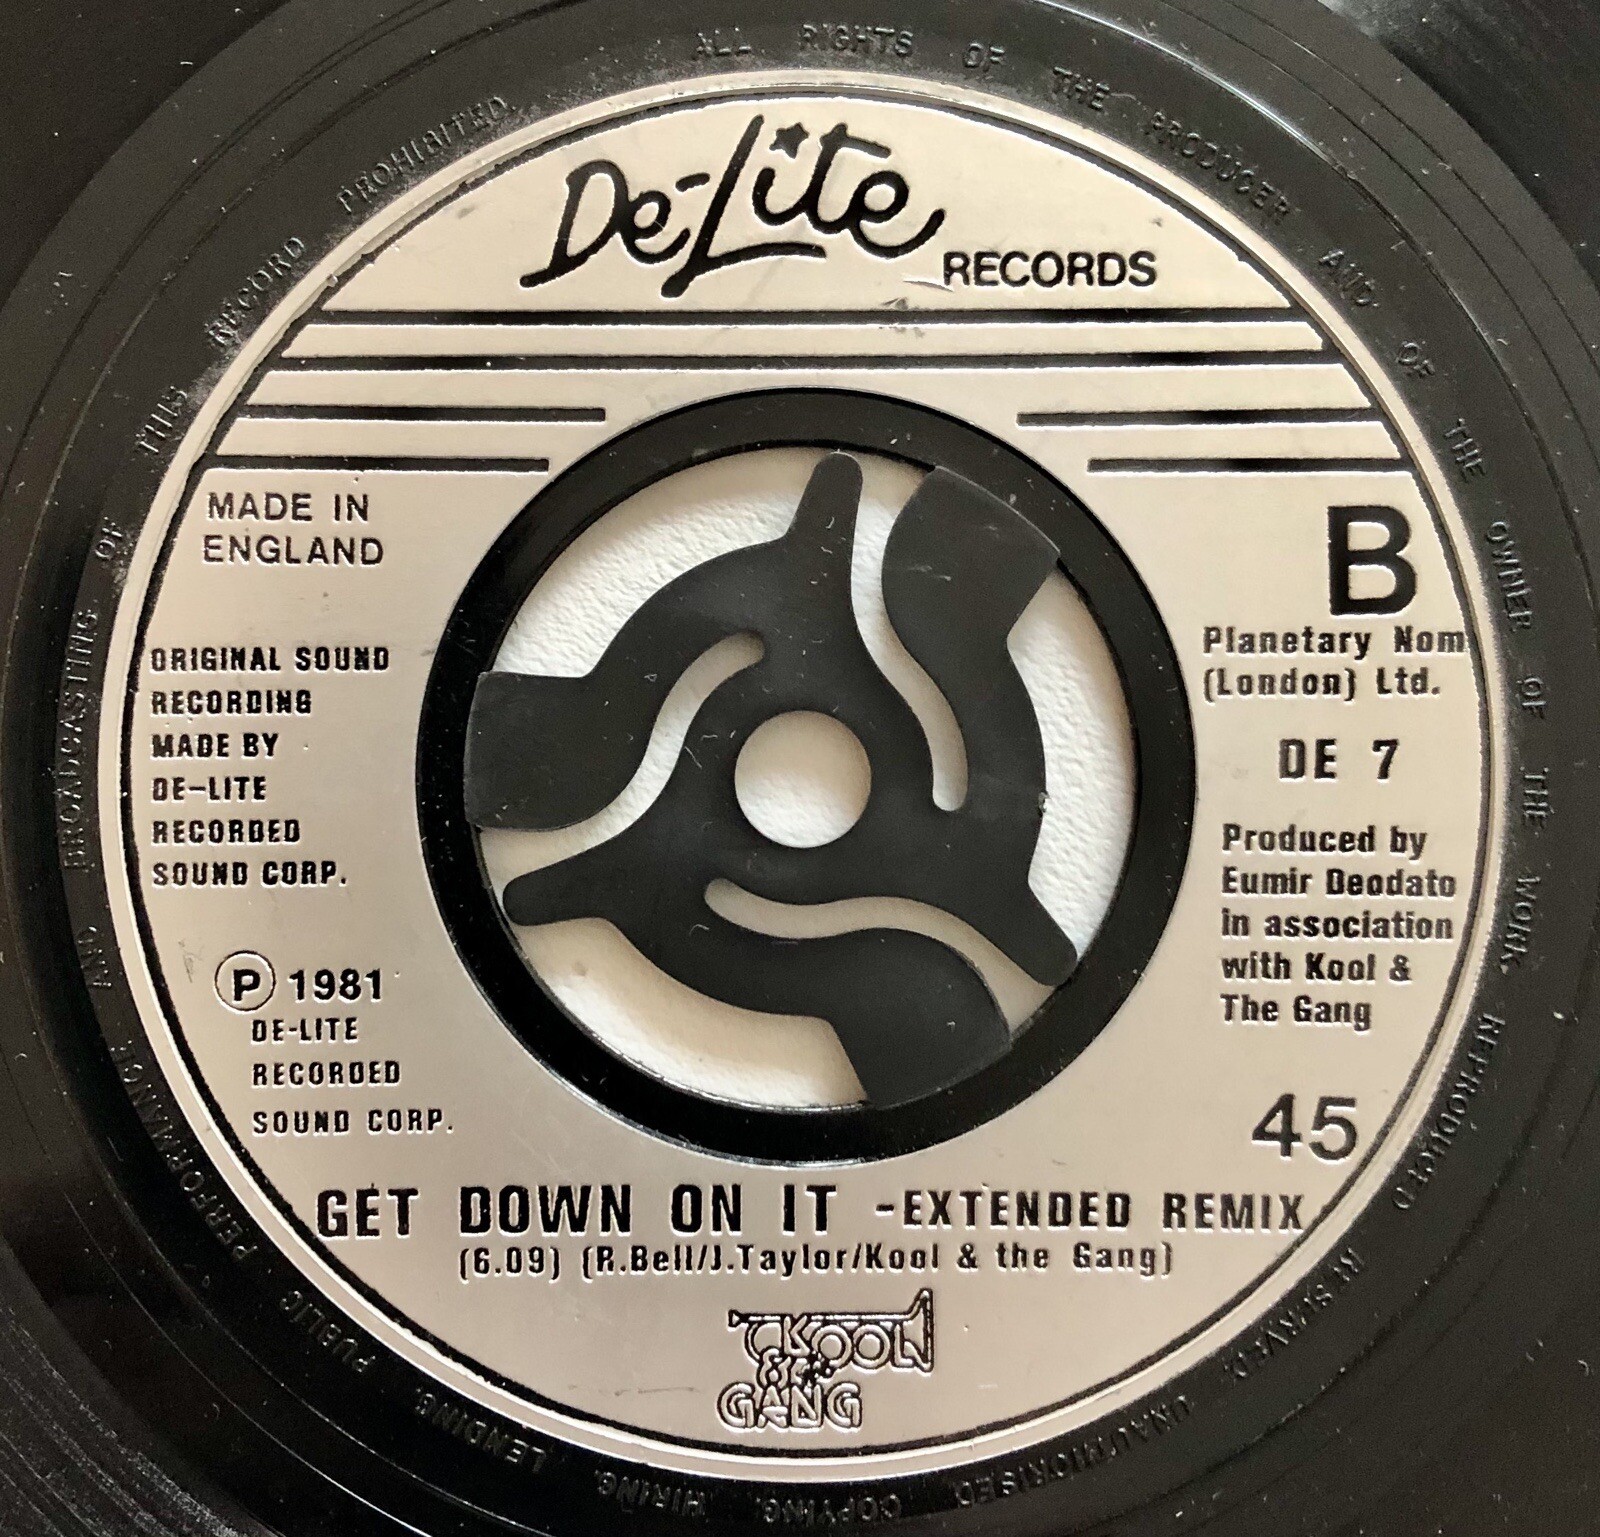 De-Lite
RECORDS
MADE IN
ENGLAND
ORIGINAL SOUND
RECORDING
MADE BY
DE-LITE
RECORDED
SOUND CORP.
Ⓟ 1981
DE-LITE
RECORDED
SOUND CORP.
B
Planetary Nom
(London) Ltd.
DE 7
Produced by
Eumir Deodato
in association
with Kool &
The Gang
45
GET DOWN ON IT -EXTENDED REMIX
(6.09) (R.Bell/J.Taylor/Kool & the Gang)
KOOL
& THE
GANG
ALL RIGHTS OF THE PRODUCER AND OF THE OWNER OF THE WORK REPRODUCED RESERVED. UNAUTHORISED COPYING, HIRING, LENDING, PUBLIC PERFORMANCE AND BROADCASTING OF THIS RECORD PROHIBITED.